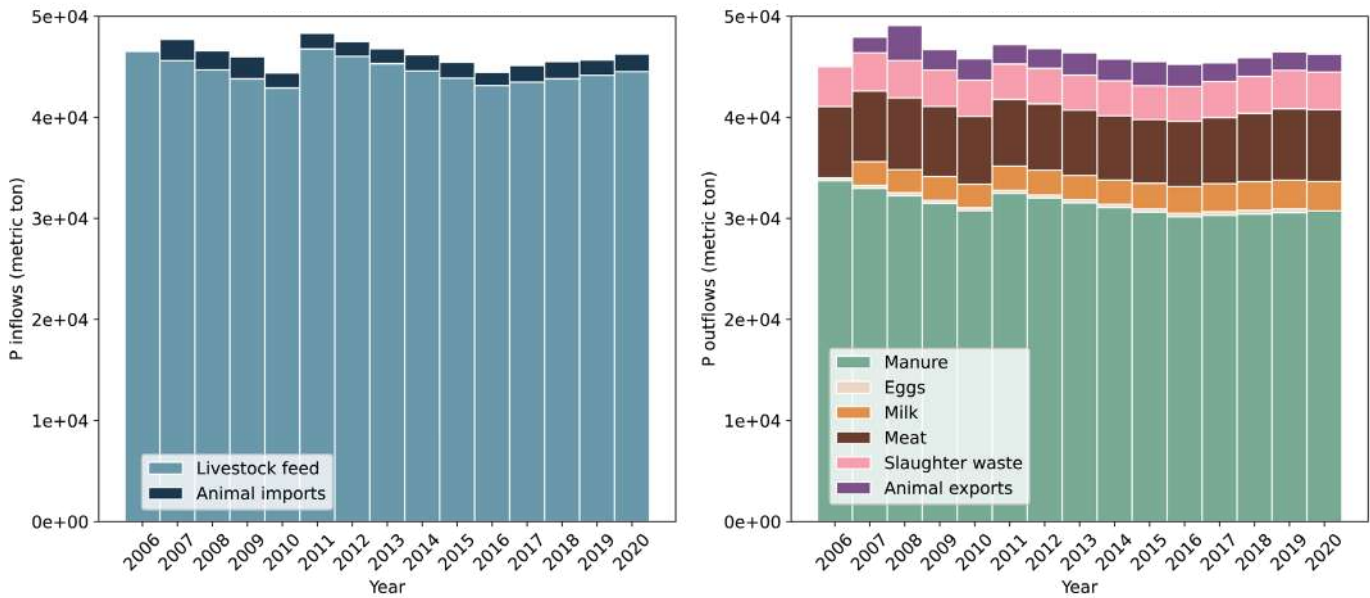 P inflows (metric ton)
5e+04
4e+04
3e+04
2e+04
1e+04
0e+00
Livestock feed
Animal imports
2006 2007 2008 2009 2010 2011 2012 2013 2014 2015 2016 2017 2018 2019 2020
Year
P outflows (metric ton)
5e+04
4e+04
3e+04
2e+04
1e+04
0e+00
Manure
Eggs
Milk
Meat
Slaughter waste
Animal exports
2006 2007 2008 2009 2010 2011 2012 2013 2014 2015 2016 2017 2018 2019 2020
Year